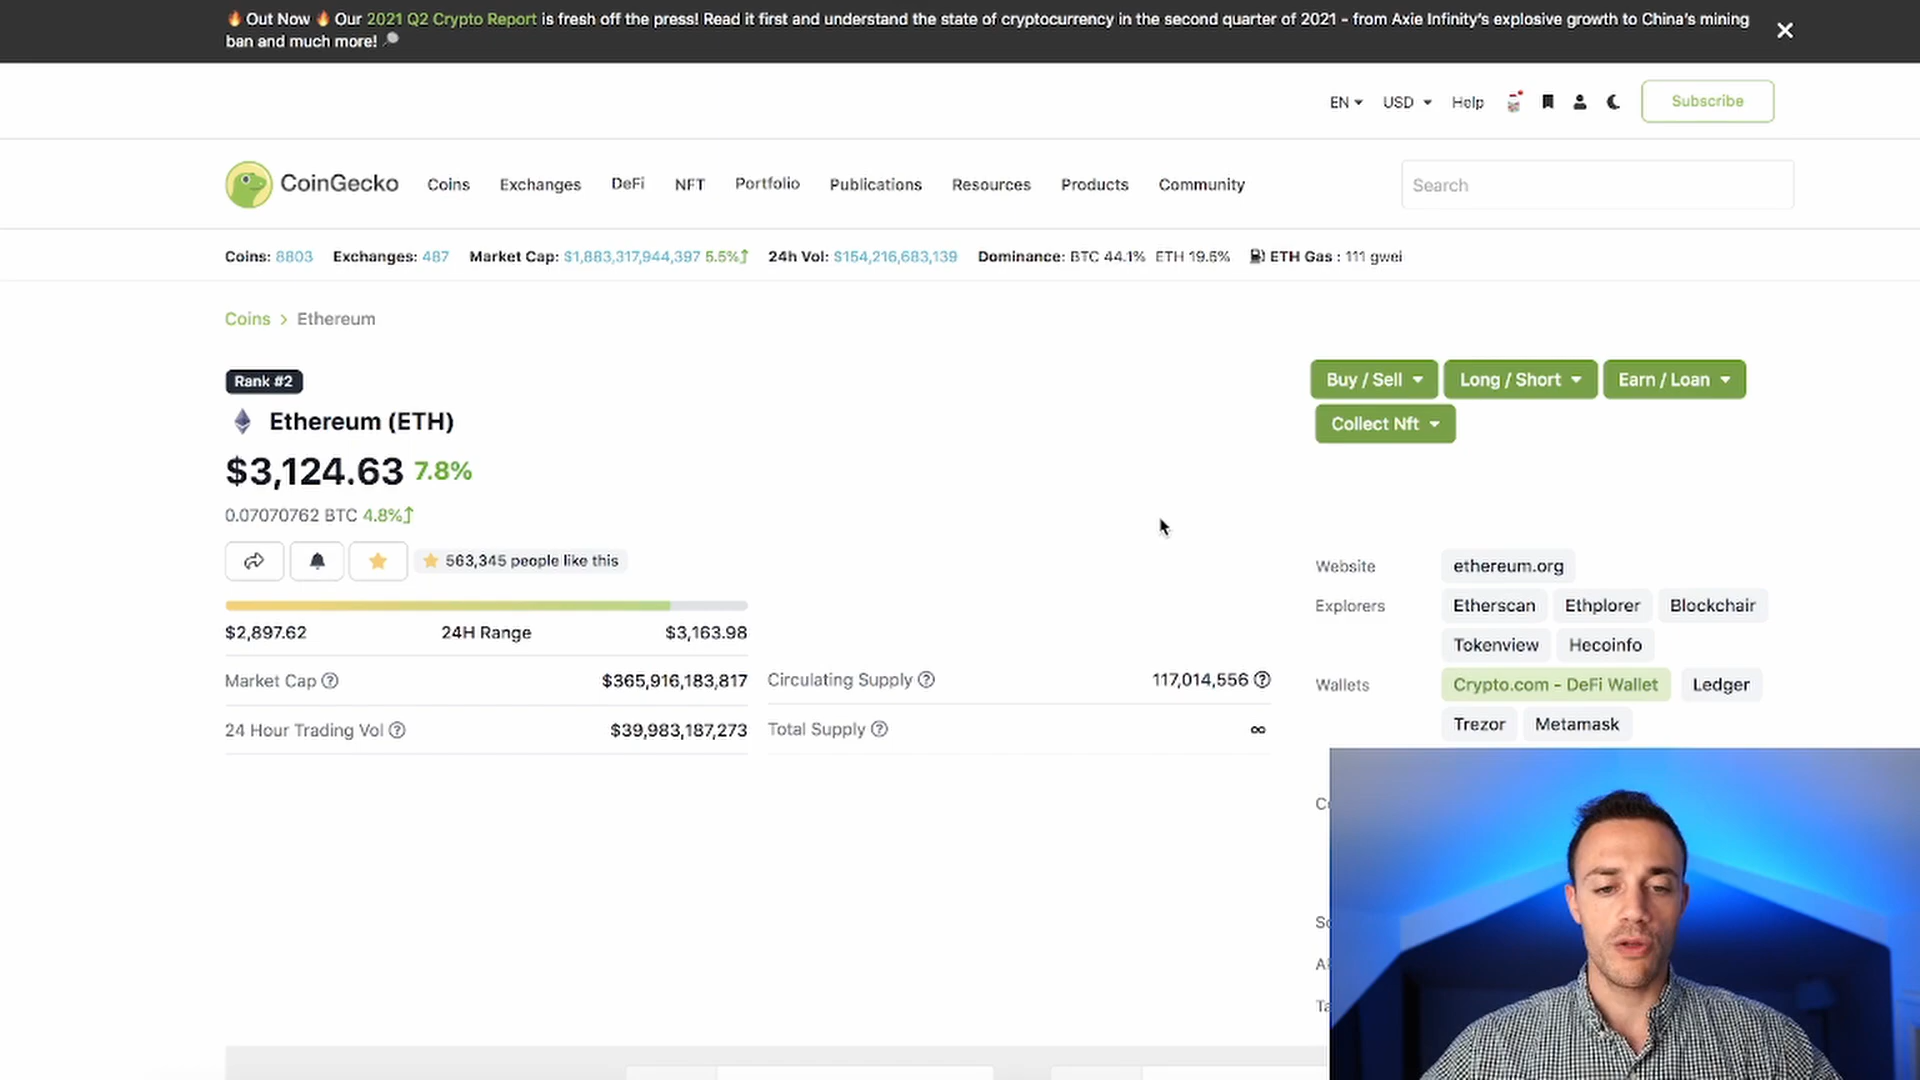 🔥 Out Now 🔥 Our 2021 Q2 Crypto Report is fresh off the press! Read it first and understand the state of cryptocurrency in the second quarter of 2021 - from Axie Infinity's explosive growth to China's mining
ban and much more! 🔎
EN USD Help Subscribe
CoinGecko Coins Exchanges DeFi NFT Portfolio Publications Resources Products Community Search
Coins: 8803 Exchanges: 487 Market Cap: $1,883,317,944,397 5.5% 24h Vol: $154,216,683,139 Dominance: BTC 44.1% ETH 19.5% ETH Gas : 111 gwei
Coins > Ethereum
Rank #2
Ethereum (ETH)
$3,124.63 7.8%
0.07070762 BTC 4.8%
563,345 people like this
$2,897.62 24H Range $3,163.98
Market Cap $365,916,183,817
24 Hour Trading Vol $39,983,187,273
Circulating Supply 117,014,556
Total Supply ∞
Buy / Sell Long / Short Earn / Loan
Collect Nft
Website ethereum.org
Explorers Etherscan Ethplorer Blockchair
Tokenview Hecoinfo
Wallets Crypto.com - DeFi Wallet Ledger
Trezor Metamask